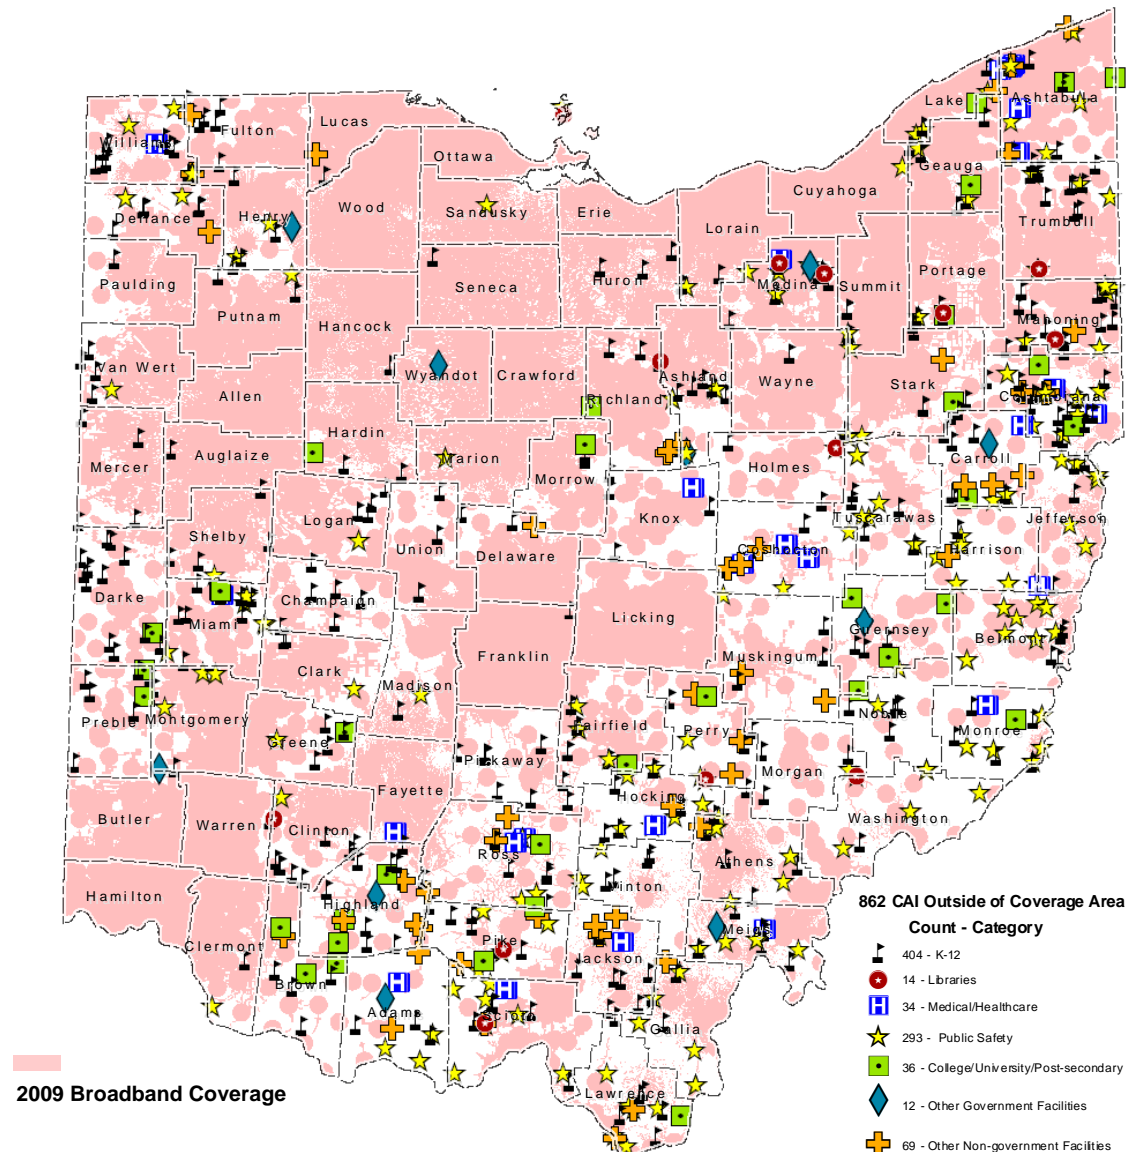 Lake
Ashtabula
Williams
Fulton
Lucas
Ottawa
Geauga
Cuyahoga
Defiance
Henry
Wood
Sandusky
Erie
Lorain
Trumbull
Paulding
Seneca
Huron
Medina
Summit
Portage
Putnam
Hancock
Mahoning
Van Wert
Wyandot
Crawford
Ashland
Wayne
Stark
Allen
Richland
Columbiana
Hardin
Mercer
Auglaize
Marion
Morrow
Holmes
Carroll
Logan
Knox
Tuscarawas
Jefferson
Shelby
Union
Delaware
Coshocton
Harrison
Darke
Champaign
Miami
Licking
Guernsey
Belmont
Clark
Franklin
Muskingum
Madison
Preble
Montgomery
Fairfield
Perry
Noble
Monroe
Greene
Pickaway
Morgan
Fayette
Hocking
Butler
Warren
Clinton
Washington
Ross
Athens
Hamilton
Highland
Vinton
862 CAI Outside of Coverage Area
Count - Category
Clermont
Pike
Meigs
404 - K-12
Jackson
14 - Libraries
Brown
34 - Medical/Healthcare
Adams
Scioto
Gallia
293 - Public Safety
36 - College/University/Post-secondary
2009 Broadband Coverage
Lawrence
12 - Other Government Facilities
69 - Other Non-government Facilities